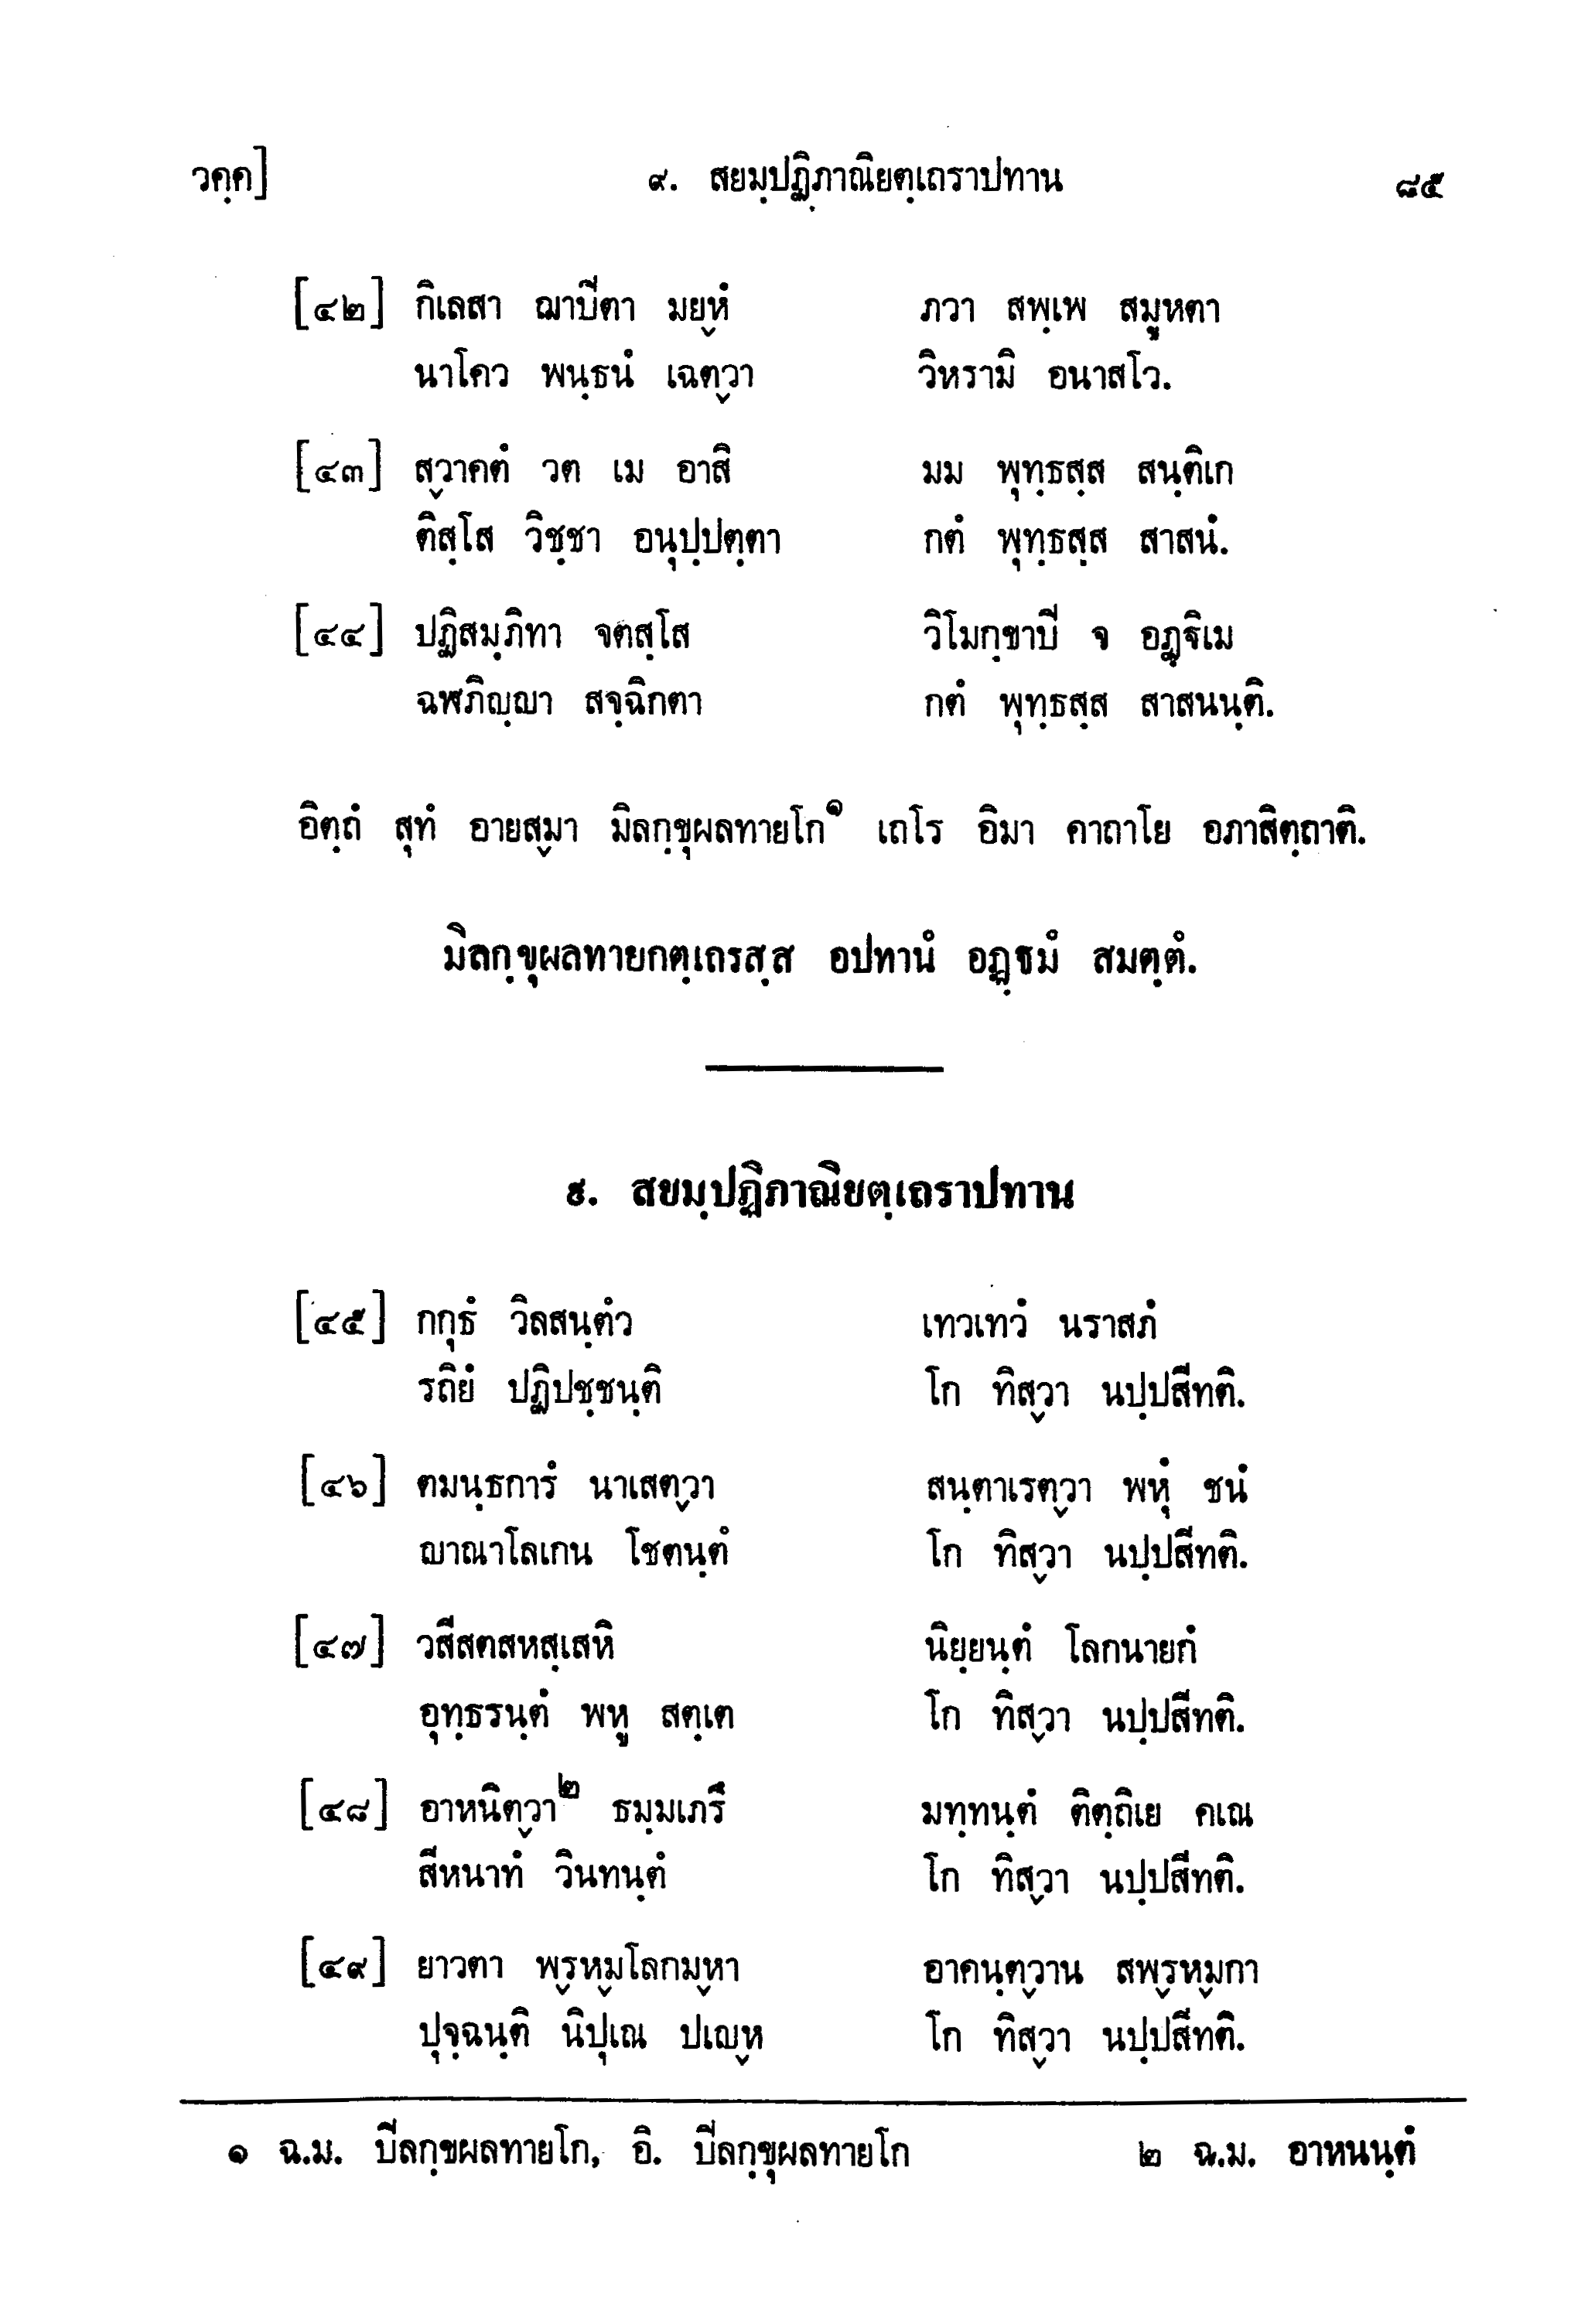 วคฺค] ๙. สยมฺปฏิภาณิยตฺเถราปทาน ๘๕
[๔๒] กิเลสา ฌาปิตา มยฺหํ ภวา สพฺเพ สมูหตา
นาโคว พนฺธนํ เฉตฺวา วิหรามิ อนาสโว.
[๔๓] สฺวาคตํ วต เม อาสิ มม พุทฺธสฺส สนฺติเก
ติสฺโส วิชฺชา อนุปฺปตฺตา กตํ พุทฺธสฺส สาสนํ.
[๔๔] ปฏิสมฺภิทา จตสฺโส วิโมกฺขาปิ จ อฏฺฐิเม
ฉฬภิญฺญา สจฺฉิกตา กตํ พุทฺธสฺส สาสนนฺติ.
อิตฺถํ สุทํ อายสฺมา มิลกฺขุผลทายโก๑ เถโร อิมา คาถาโย อภาสิตฺถาติ.
มิลกฺขุผลทายกตฺเถรสฺส อปทานํ อฏฺฐมํ สมตฺตํ.
๙. สยมฺปฏิภาณิยตฺเถราปทาน
[๔๕] กกุธํ วิลสนฺตํว เทวเทวํ นราสภํ
รถิยํ ปฏิปชฺชนฺติ โก ทิสฺวา นปฺปสีทติ.
[๔๖] ตมนฺธการํ นาเสตฺวา สนฺตาเรตฺวา พหุํ ชนํ
ญาณาโลเกน โชตนฺตํ โก ทิสฺวา นปฺปสีทติ.
[๔๗] วสีสตสหสฺเสหิ นิยฺยนฺตํ โลกนายกํ
อุทฺธรนฺตํ พหู สตฺเต โก ทิสฺวา นปฺปสีทติ.
[๔๘] อาหนิตฺวา๒ ธมฺมเภรึ มทฺทนฺตํ ติตฺถิเย คเณ
สีหนาทํ วินทนฺตํ โก ทิสฺวา นปฺปสีทติ.
[๔๙] ยาวตา พฺรหฺมโลกมฺหา อาคนฺตฺวาน สพฺรหฺมกา
ปุจฺฉนฺติ นิปุเณ ปเญฺห โก ทิสฺวา นปฺปสีทติ.
๑ ฉ.ม. ปิลกฺขผลทายโก, อิ. ปิลกฺขุผลทายโก ๒ ฉ.ม. อาหนนฺตํ